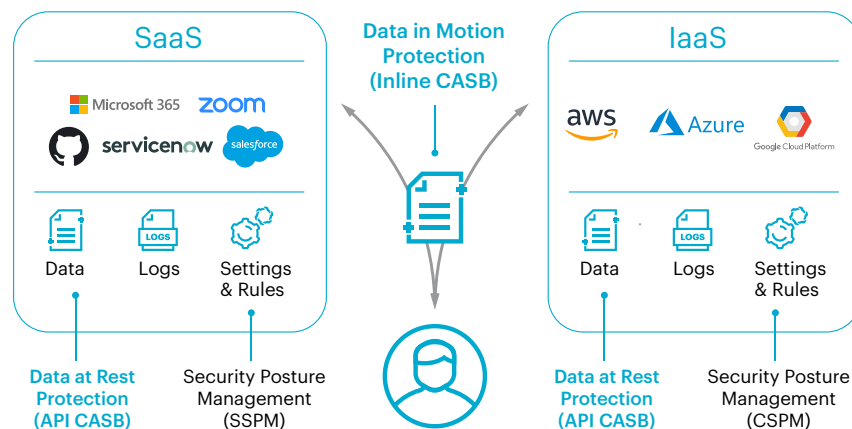 SaaS
Microsoft 365
zoom
servicenow
salesforce
Data
LOGS
Logs
Settings
& Rules
Data at Rest
Protection
(API CASB)
Security Posture
Management
(SSPM)
Data in Motion
Protection
(Inline CASB)
IaaS
aws
Azure
Google Cloud Platform
Data
LOGS
Logs
Settings
& Rules
Data at Rest
Protection
(API CASB)
Security Posture
Management
(CSPM)